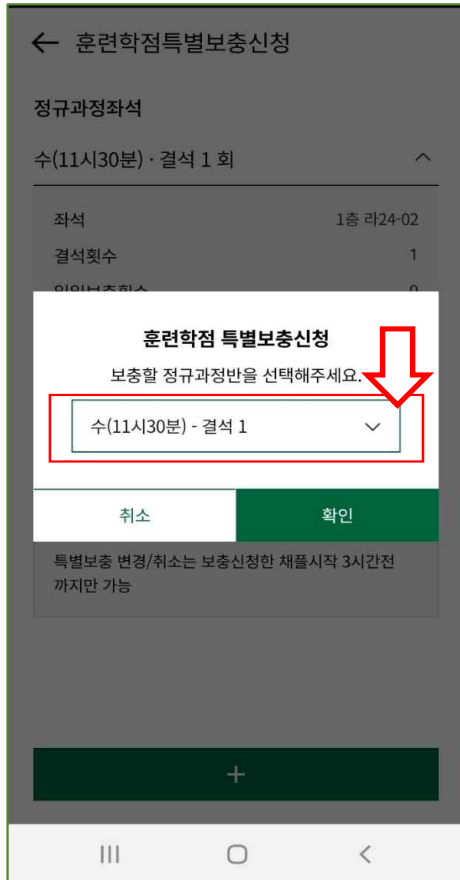 훈련학점특별보충신청
정규과정좌석
수(11시30분) · 결석 1 회
좌석 1층 라24-02
결석횟수 1
훈련학점 특별보충신청
보충할 정규과정반을 선택해주세요.
수(11시30분) - 결석 1
취소 확인
특별보충 변경/취소는 보충신청한 채플시작 3시간전
까지만 가능